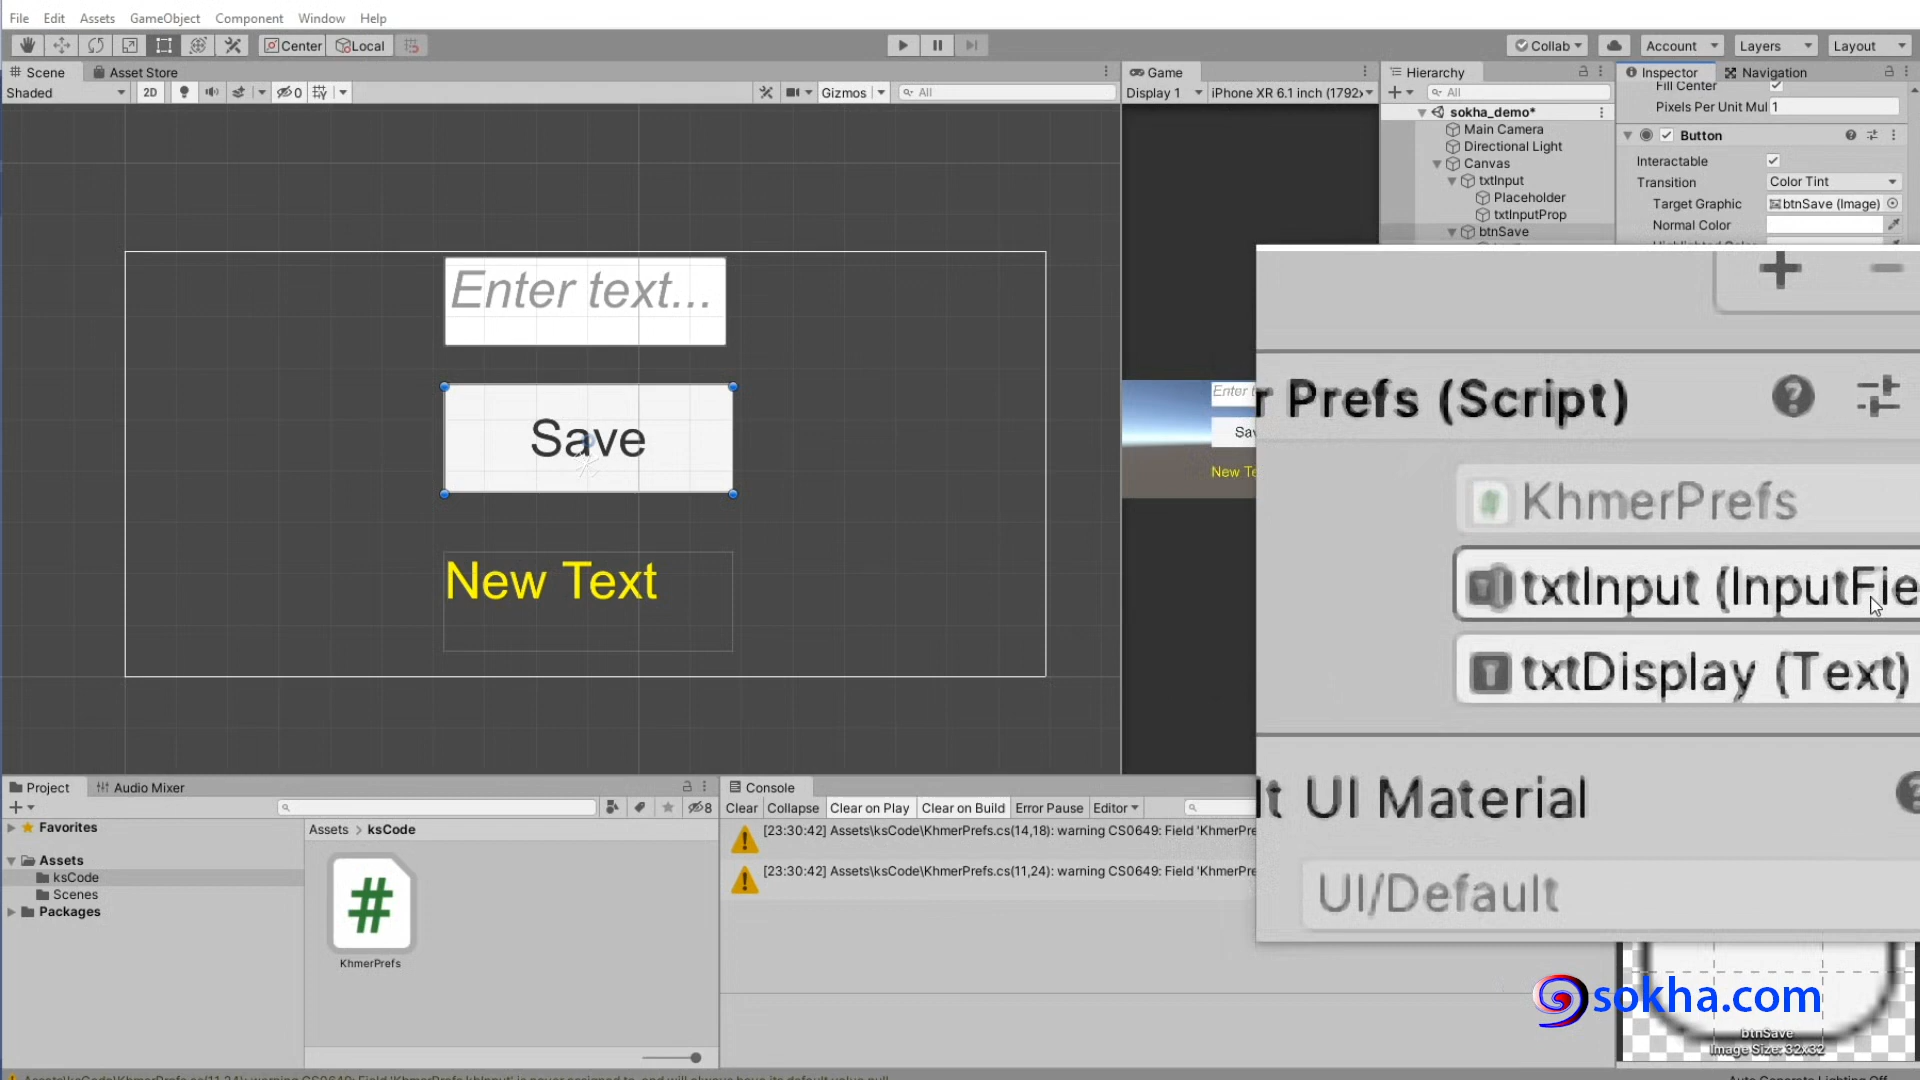 File Edit Assets GameObject Component Window Help
Center Local Collab Account Layers Layout
Scene Asset Store Game Hierarchy Inspector Navigation
Shaded 2D 0 Gizmos All Display 1 iPhone XR 6.1 inch (1792x All
Fill Center
Pixels Per Unit Mul 1
sokha_demo*
Main Camera
Directional Light
Canvas
txtInput
Placeholder
txtInputProp
btnSave
Button
Interactable
Transition Color Tint
Target Graphic btnSave (Image)
Normal Color
Enter text...
Save
New Text
Enter t
Sav
New Te
r Prefs (Script)
KhmerPrefs
txtInput (InputFie
txtDisplay (Text)
lt UI Material
UI/Default
Project Audio Mixer
8
Favorites
Assets
ksCode
Scenes
Packages
Assets > ksCode
KhmerPrefs
Console
Clear Collapse Clear on Play Clear on Build Error Pause Editor
[23:30:42] Assets\ksCode\KhmerPrefs.cs(14,18): warning CS0649: Field 'KhmerPre
[23:30:42] Assets\ksCode\KhmerPrefs.cs(11,24): warning CS0649: Field 'KhmerPre
sokha.com
btnSave
Image Size: 32x32